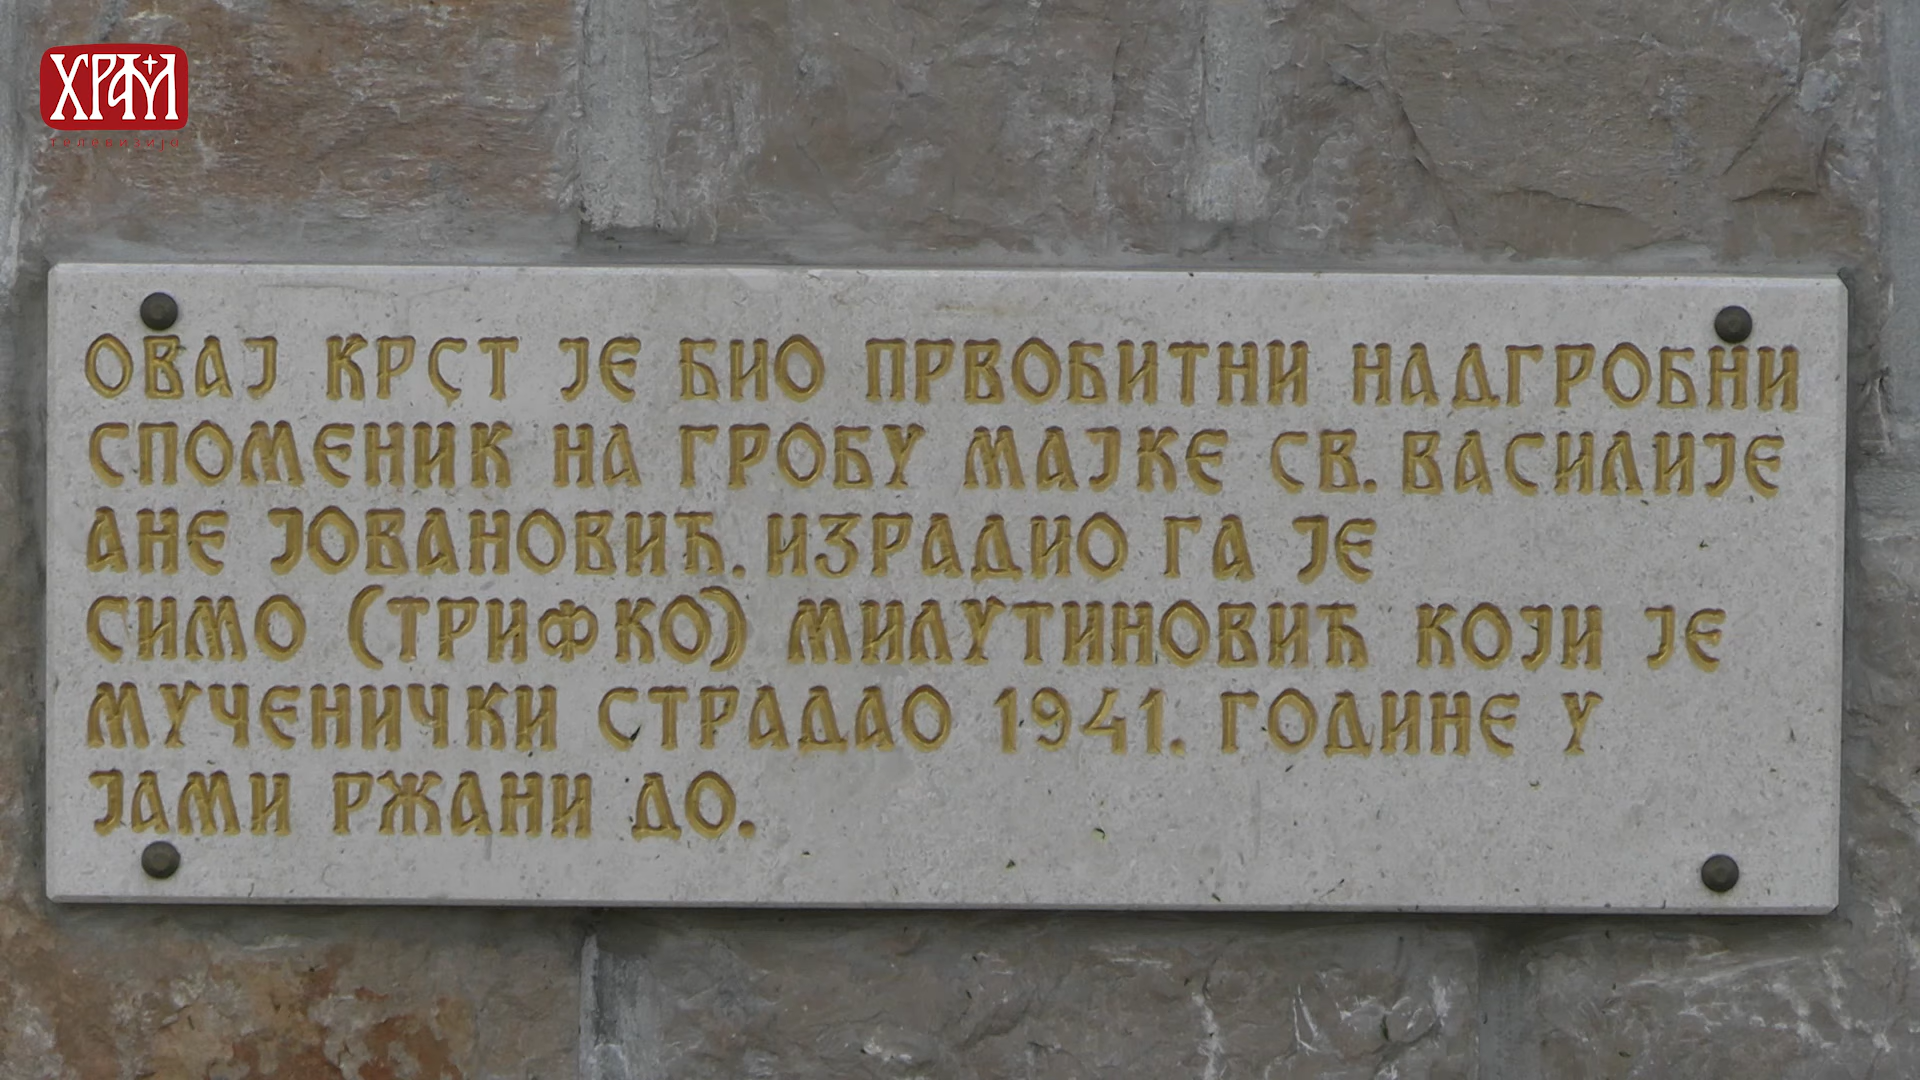 ХРАМ
телевизија
ОВАЈ КРСТ ЈЕ БИО ПРВОБИТНИ НАДГРОБНИ
СПОМЕНИК НА ГРОБУ МАЈКЕ СВ. ВАСИЛИЈЕ
АНЕ ЈОВАНОВИЋ. ИЗРАДИО ГА ЈЕ
СИМО (ТРИФКО) МИЛУТИНОВИЋ КОЈИ ЈЕ
МУЧЕНИЧКИ СТРАДАО 1941. ГОДИНЕ У
ЈАМИ РЖАНИ ДО.